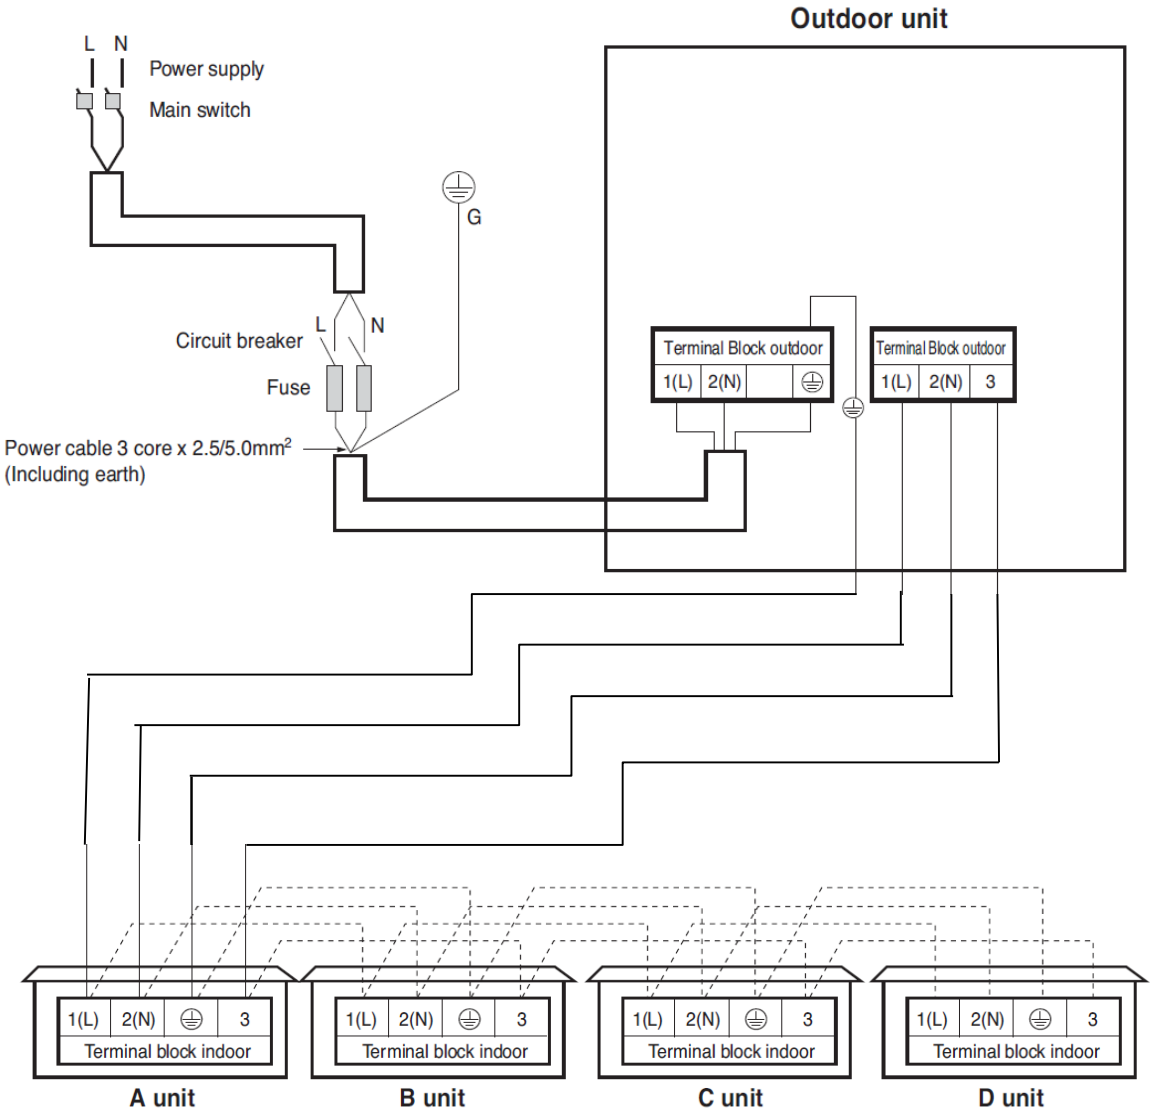 Outdoor unit
L N
Power supply
Main switch
G
L N
Circuit breaker
Fuse
Power cable 3 core x 2.5/5.0mm²
(Including earth)
Terminal Block outdoor
1(L) 2(N)
Terminal Block outdoor
1(L) 2(N) 3
1(L) 2(N) 3
Terminal block indoor
A unit
1(L) 2(N) 3
Terminal block indoor
B unit
1(L) 2(N) 3
Terminal block indoor
C unit
1(L) 2(N) 3
Terminal block indoor
D unit